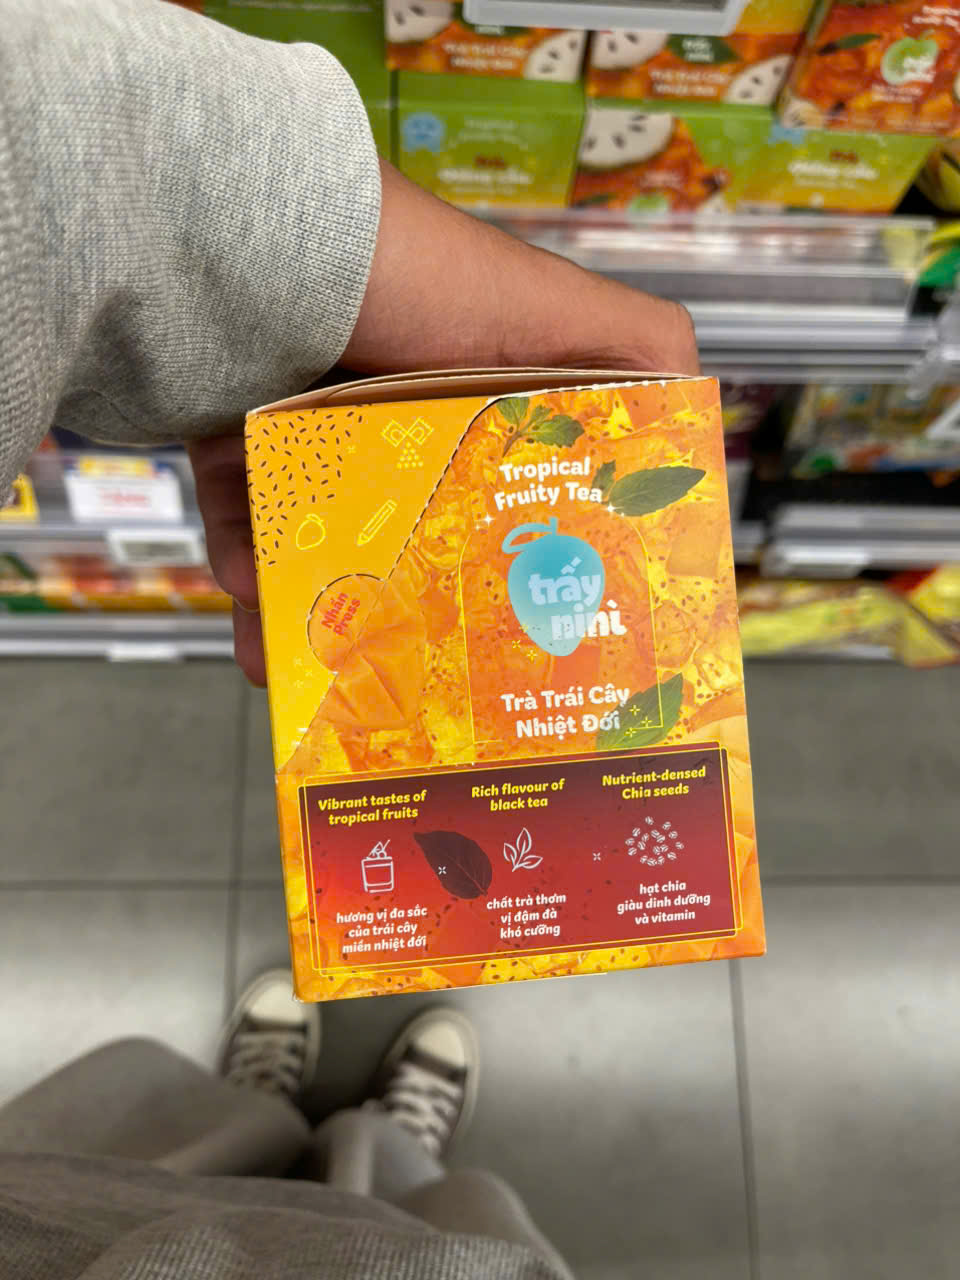 Tropical
Fruity Tea
trấy
ninì
Trà Trái Cây
Nhiệt Đới
Nhấn
Press
Vibrant tastes of
tropical fruits
hương vị đa sắc
của trái cây
miền nhiệt đới
Rich flavour of
black tea
chất trà thơm
vị đậm đà
khó cưỡng
Nutrient-densed
Chia seeds
hạt chia
giàu dinh dưỡng
và vitamin